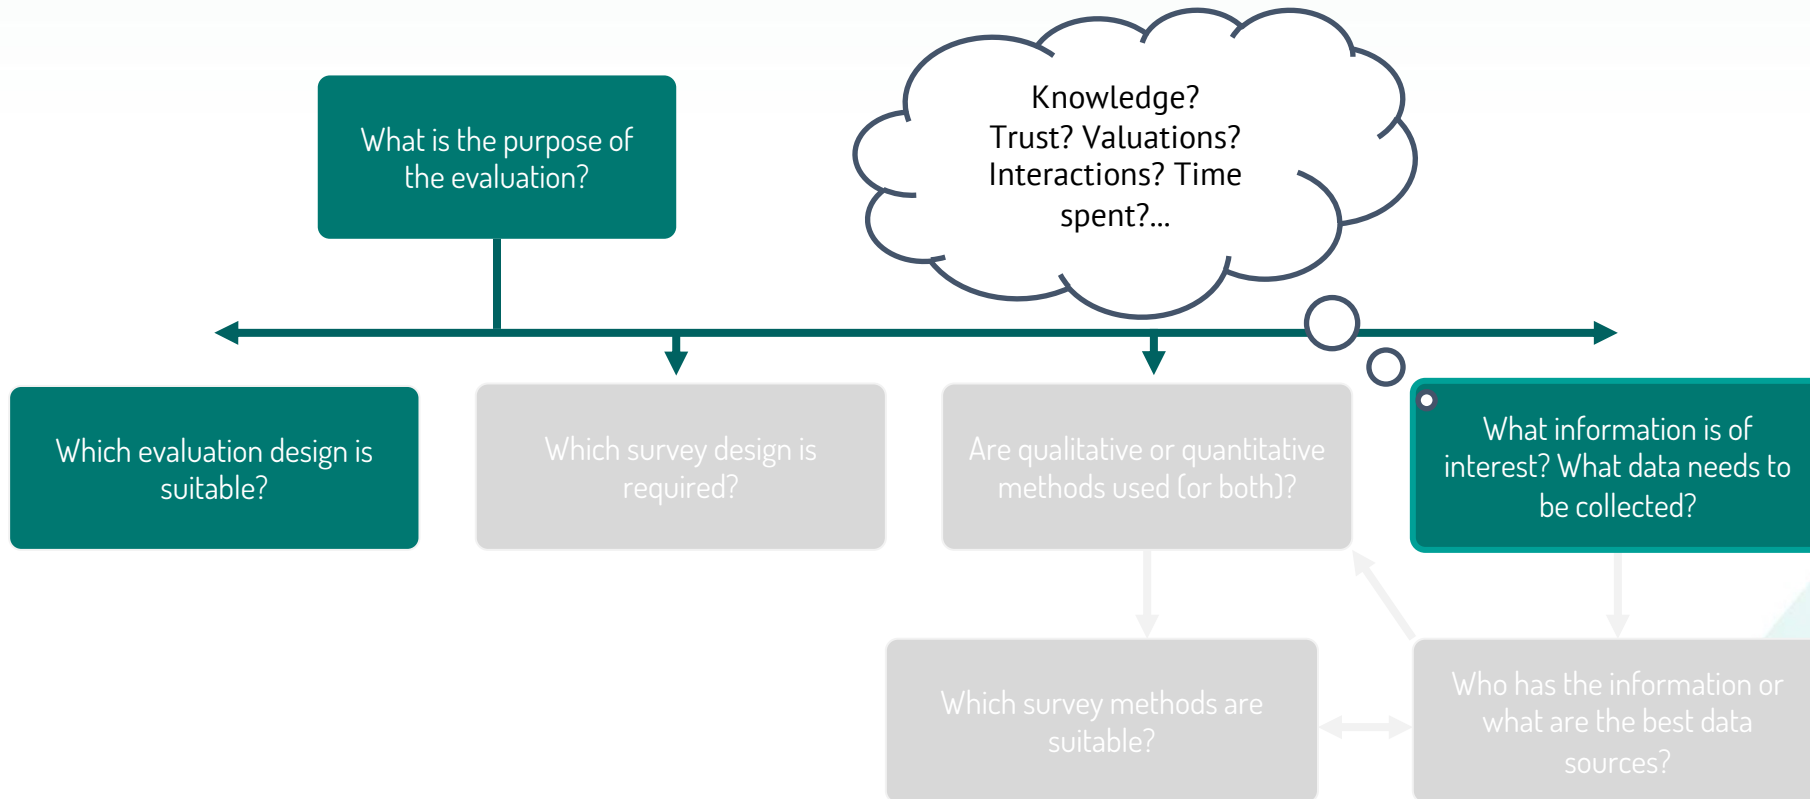 What is the purpose of
the evaluation?
Knowledge?
Trust? Valuations?
Interactions? Time
spent?...
Which evaluation design is
suitable?
Which survey design is
required?
Are qualitative or quantitative
methods used (or both)?
What information is of
interest? What data needs to
be collected?
Which survey methods are
suitable?
Who has the information or
what are the best data
sources?